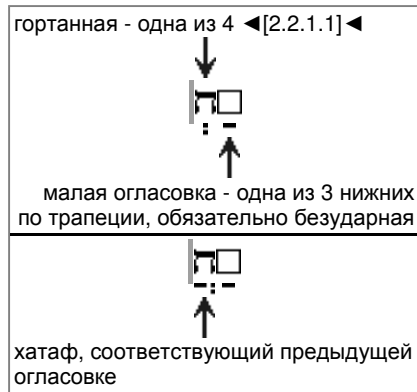 гортанная - одна из 4 ◄[2.2.1.1]◄
□ַחְ
малая огласовка - одна из 3 нижних
по трапеции, обязательно безударная
□ַחֲ
хатаф, соответствующий предыдущей
огласовке